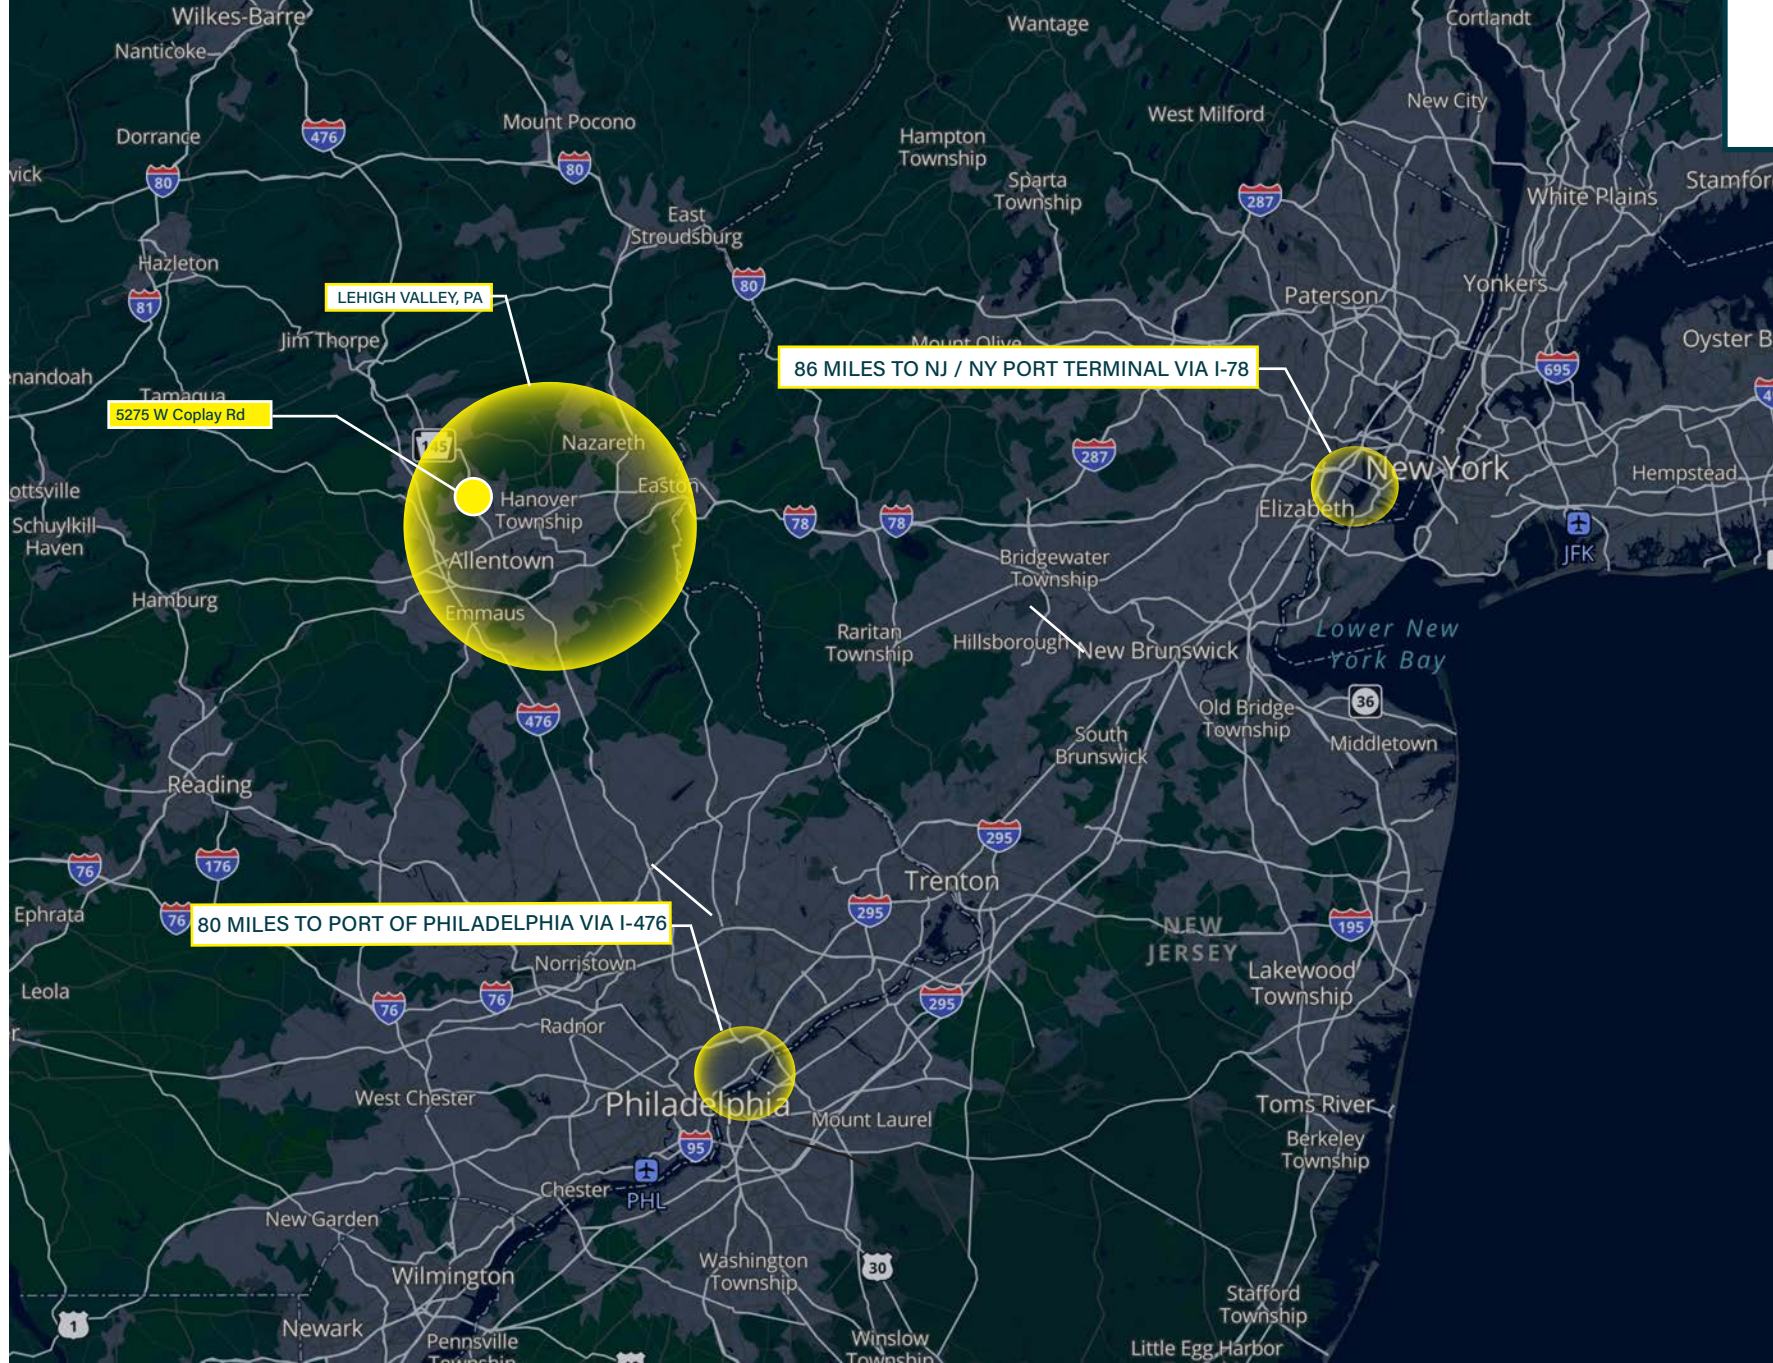 Wilkes-Barre
Wantage
Cortlandt
Nanticoke
New City
Mount Pocono
West Milford
Dorrance
476
Hampton
Township
80
80
wick
Sparta
Township
287
White Plains
Stamfor
East
Stroudsburg
Hazleton
80
Yonkers
81
LEHIGH VALLEY, PA
Paterson
Jim Thorpe
Mount Olive
Oyster B
86 MILES TO NJ / NY PORT TERMINAL VIA I-78
695
enandoah
Tamaqua
5275 W Coplay Rd
145
Nazareth
287
New York
Hempstead
ottsville
Easton
Hanover
Township
Elizabeth
Schuylkill
Haven
78
78
JFK
Allentown
Bridgewater
Township
Hamburg
Emmaus
Raritan
Township
Hillsborough
New Brunswick
Lower New
York Bay
36
476
Old Bridge
Township
South
Brunswick
Middletown
Reading
295
76
176
Trenton
Ephrata
76
80 MILES TO PORT OF PHILADELPHIA VIA I-476
295
NEW
JERSEY
195
Norristown
Lakewood
Township
Leola
76
76
295
r
Radnor
West Chester
Philadelphia
Mount Laurel
Toms River
95
Berkeley
Township
PHL
Chester
New Garden
Washington
Township
30
Wilmington
Stafford
Township
1
Newark
Pennsville
Township
Winslow
Township
Little Egg Harbor